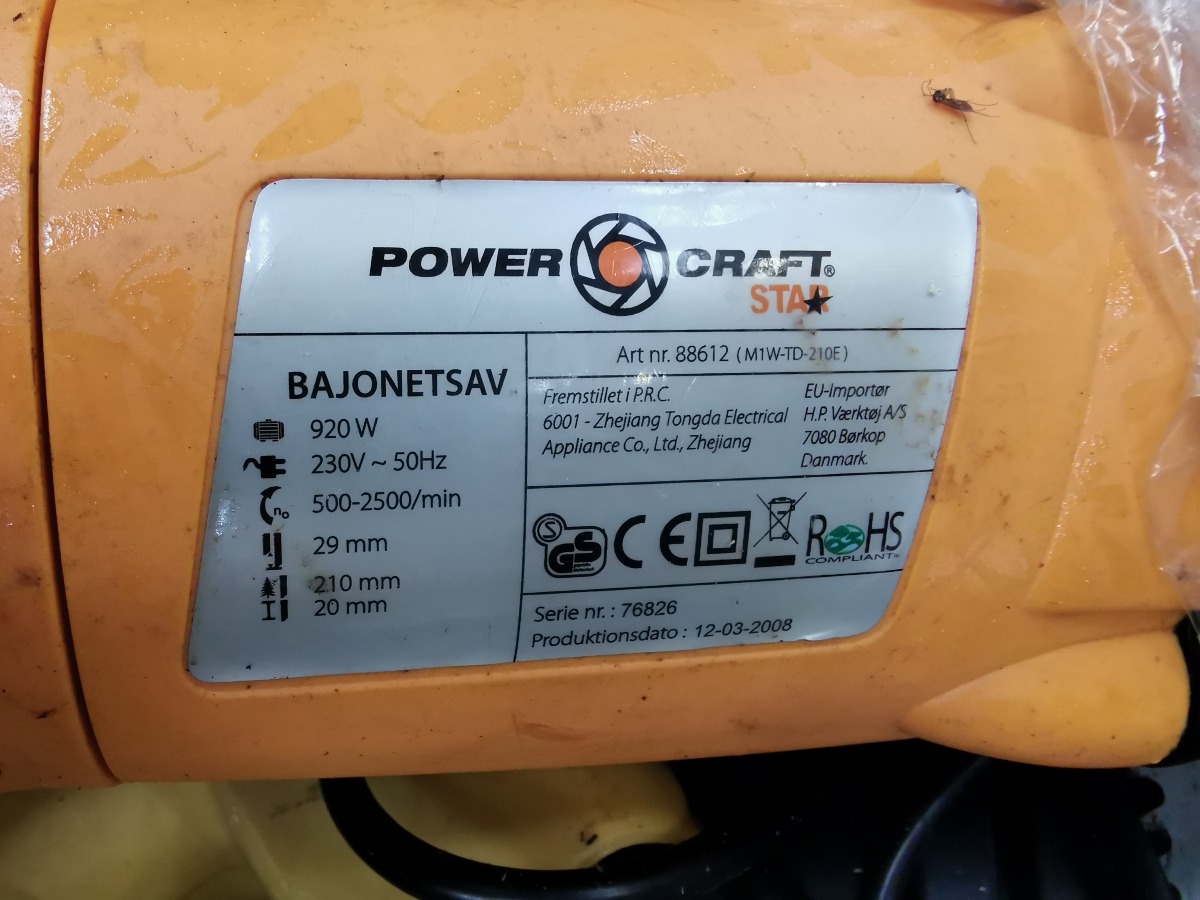 POWER CRAFT®
STAR
BAJONETSAV
920 W
230V ~ 50Hz
n₀ 500-2500/min
29 mm
210 mm
20 mm
Art nr. 88612 (M1W-TD-210E)
Fremstillet i P.R.C.
6001 - Zhejiang Tongda Electrical
Appliance Co., Ltd., Zhejiang
EU-Importør
H.P. Værktøj A/S
7080 Børkop
Danmark.
S GS
CE
RoHS
COMPLIANT
Serie nr. : 76826
Produktionsdato : 12-03-2008